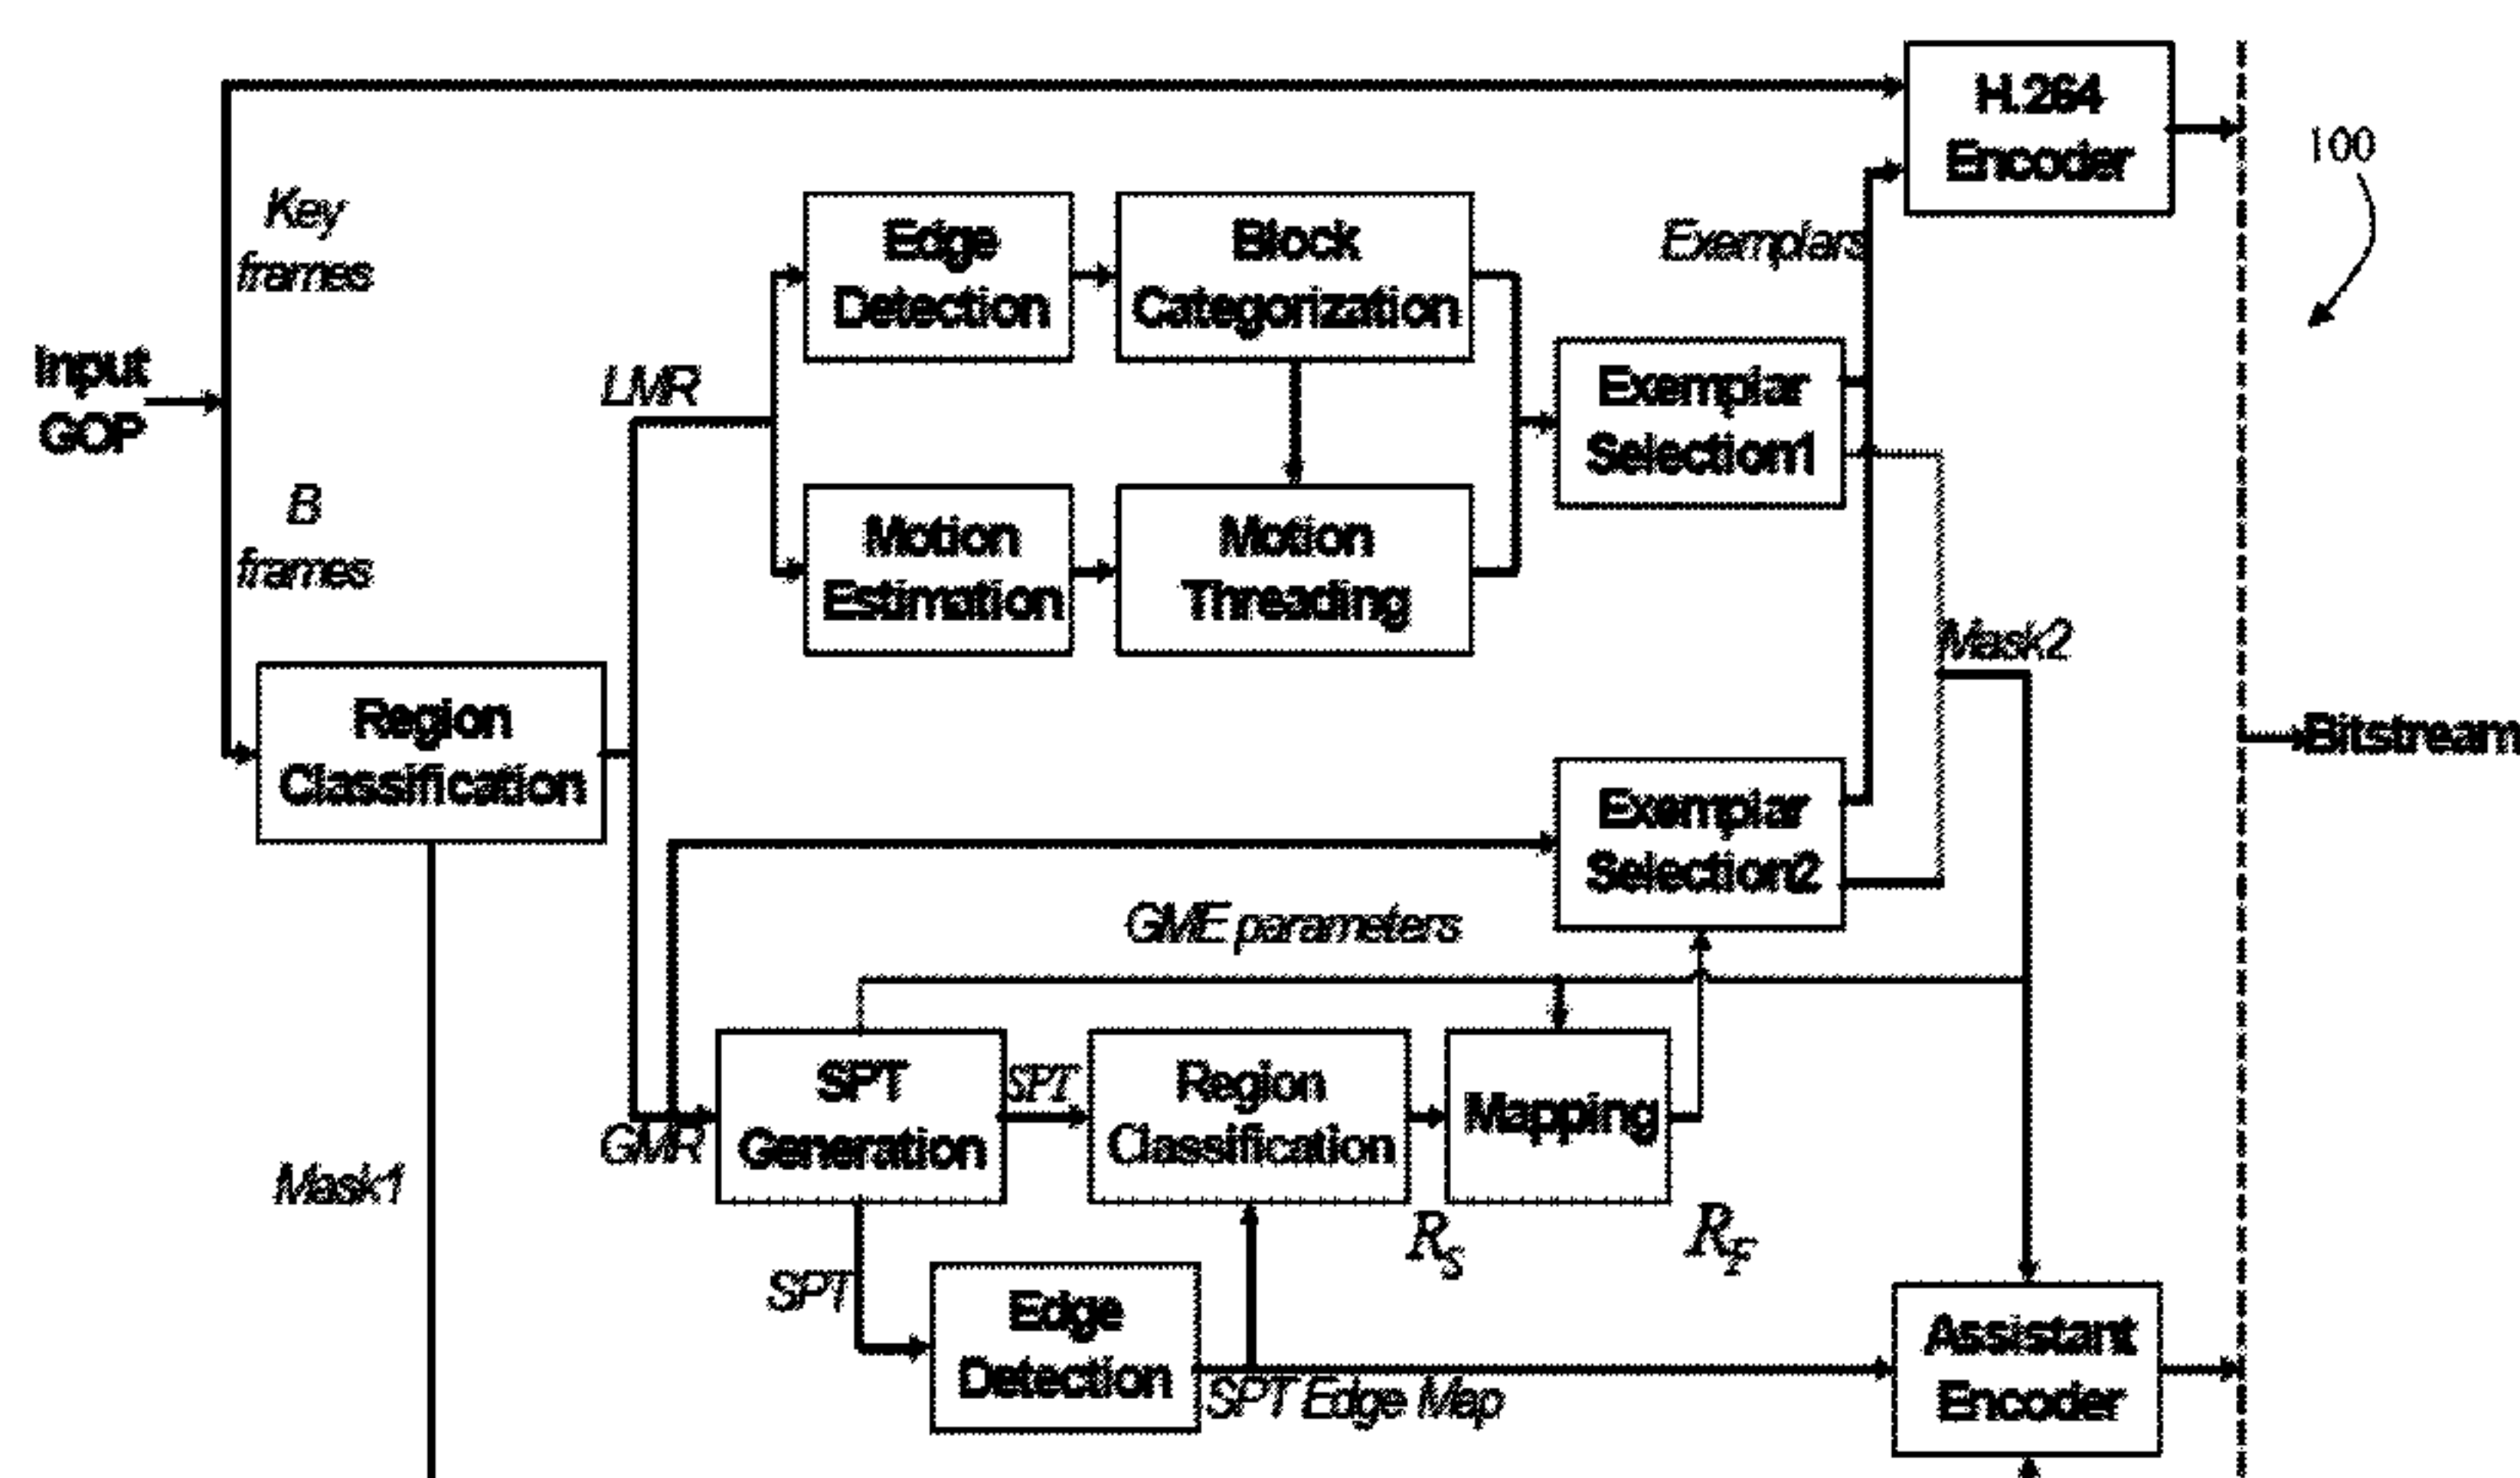 H.264
Encoder
100
Key
frames
Edge
Detection
Block
Categorization
Exemplars
Input
GOP
LMR
Exemplar
Selection1
B
frames
Motion
Estimation
Motion
Threading
Mask2
Region
Classification
Bitstream
Exemplar
Selection2
GME parameters
SPT
Generation
SPT
Region
Classification
Mapping
GMR
Mask1
R_S
R_F
SPT
Edge
Detection
SPT Edge Map
Assistant
Encoder